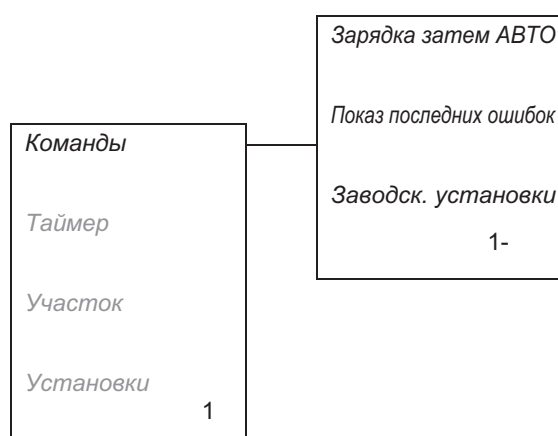 Зарядка затем АВТО
Показ последних ошибок
Заводск. установки
1-
Команды
Таймер
Участок
Установки
1